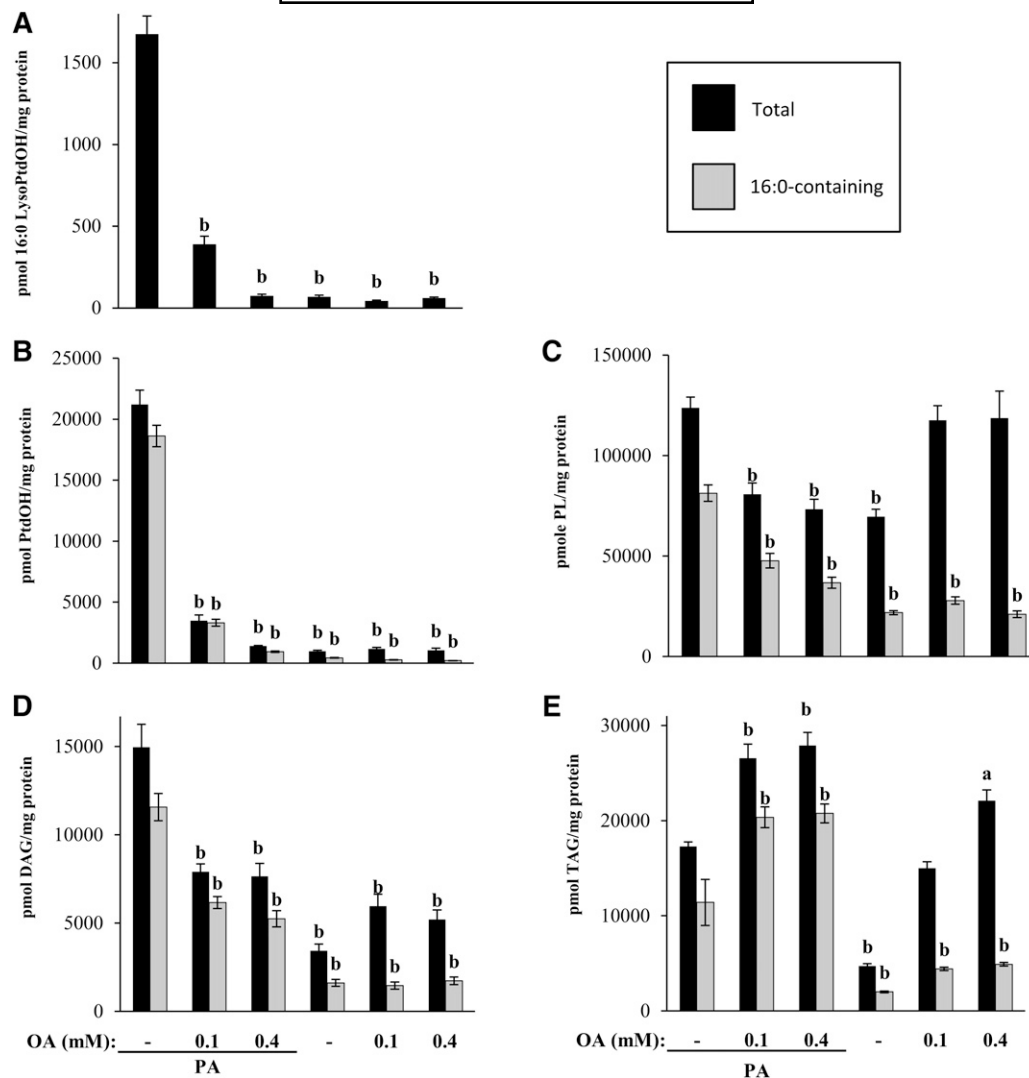 A
pmol 16:0 LysoPtdOH/mg protein
1500
1000
500
0
b
b
b
b
b
Total
16:0-containing
B
pmol PtdOH/mg protein
25000
20000
15000
10000
5000
0
b b
b b
b b
b b
b b
C
pmole PL/mg protein
150000
100000
50000
0
b
b
b
b
b
b
b
b
D
pmol DAG/mg protein
15000
10000
5000
0
b
b
b
b
b
b
b
b
b
b
OA (mM): - 0.1 0.4 - 0.1 0.4
PA
E
pmol TAG/mg protein
30000
20000
10000
0
b
b
b
b
b
b
b
a
b
- 0.1 0.4 - 0.1 0.4
PA